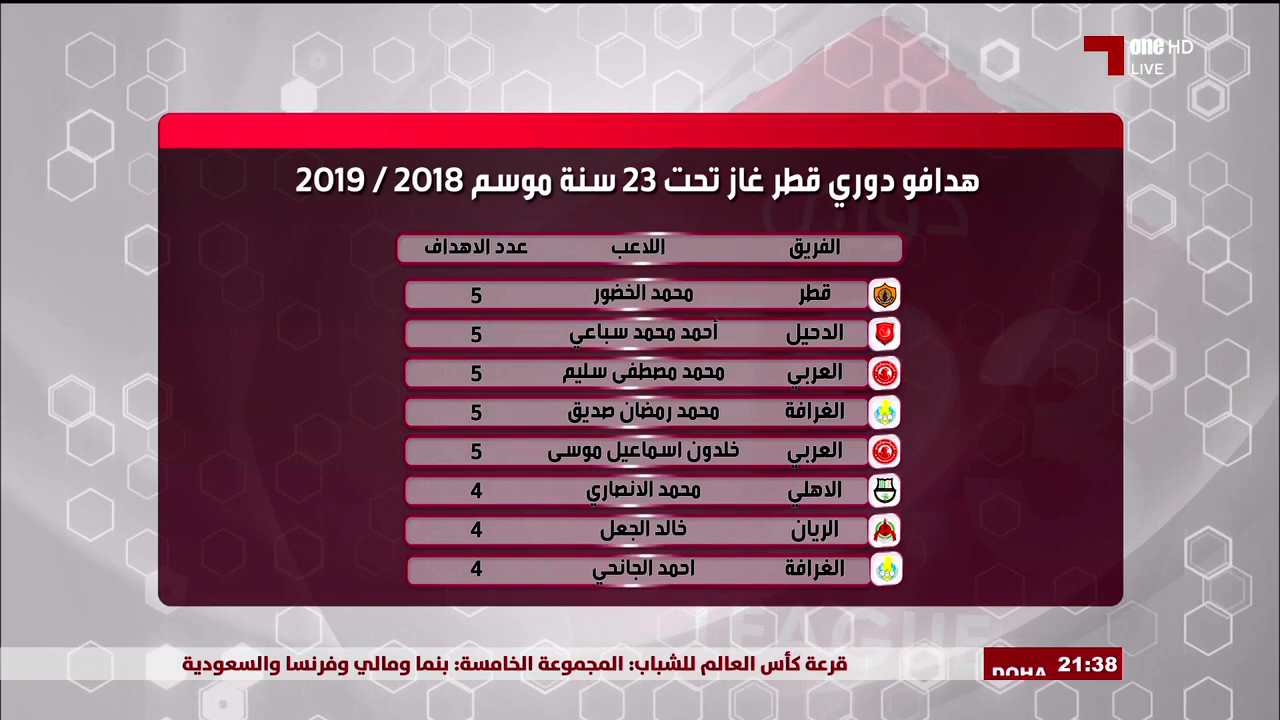 one HD
LIVE
هدافو دوري قطر غاز تحت 23 سنة موسم 2018 / 2019
الفريق اللاعب عدد الاهداف
قطر محمد الخضور 5
الدحيل أحمد محمد سباعي 5
العربي محمد مصطفى سليم 5
الغرافة محمد رمضان صديق 5
العربي خلدون اسماعيل موسى 5
الاهلي محمد الانصاري 4
الريان خالد الجعل 4
الغرافة احمد الجانحي 4
LEAGUE
قرعة كأس العالم للشباب: المجموعة الخامسة: بنما ومالي وفرنسا والسعودية
DOHA 21:38